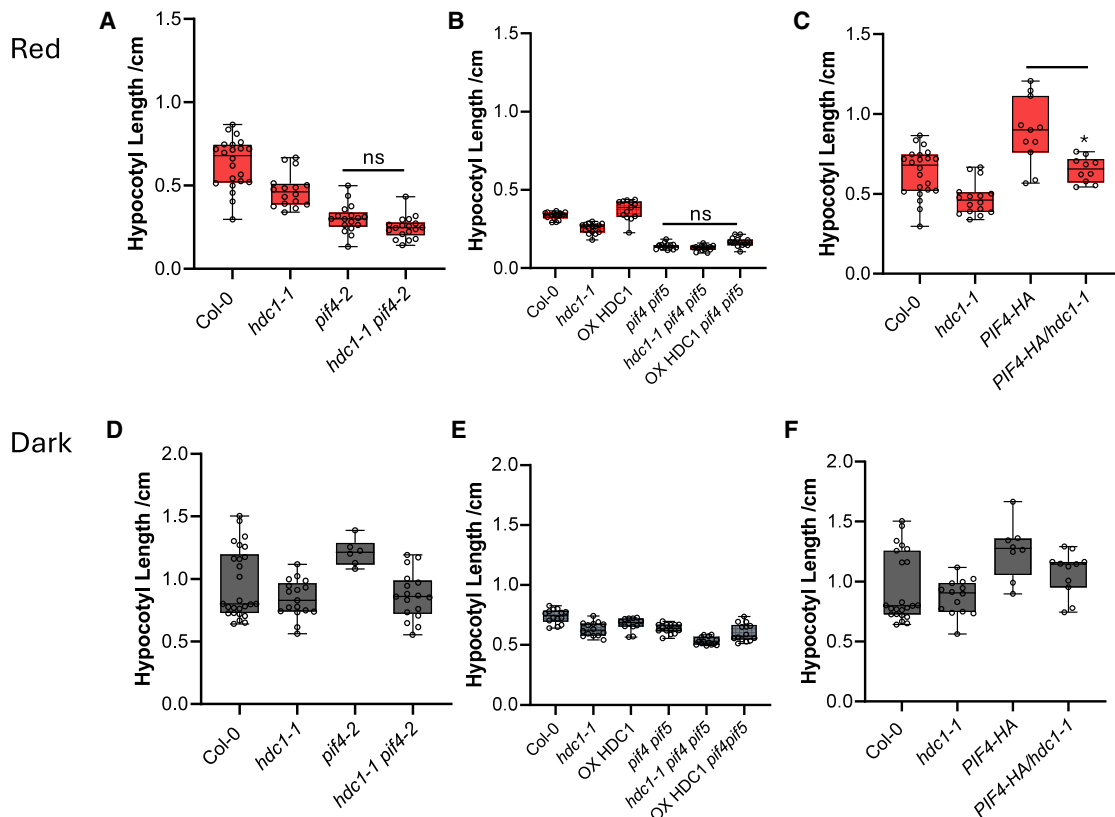 Red
A
Hypocotyl Length /cm
1.5
1.0
0.5
0.0
ns
Col-0
hdc1-1
pif4-2
hdc1-1 pif4-2
B
Hypocotyl Length /cm
1.5
1.0
0.5
0.0
ns
Col-0
hdc1-1
OX HDC1
pif4 pif5
hdc1-1 pif4 pif5
OX HDC1 pif4 pif5
C
Hypocotyl Length /cm
1.5
1.0
0.5
0.0
*
Col-0
hdc1-1
PIF4-HA
PIF4-HA/hdc1-1
Dark
D
Hypocotyl Length /cm
2.0
1.5
1.0
0.5
0.0
Col-0
hdc1-1
pif4-2
hdc1-1 pif4-2
E
Hypocotyl Length /cm
2.0
1.5
1.0
0.5
0.0
Col-0
hdc1-1
OX HDC1
pif4 pif5
hdc1-1 pif4 pif5
OX HDC1 pif4pif5
F
Hypocotyl Length /cm
2.0
1.5
1.0
0.5
0.0
Col-0
hdc1-1
PIF4-HA
PIF4-HA/hdc1-1